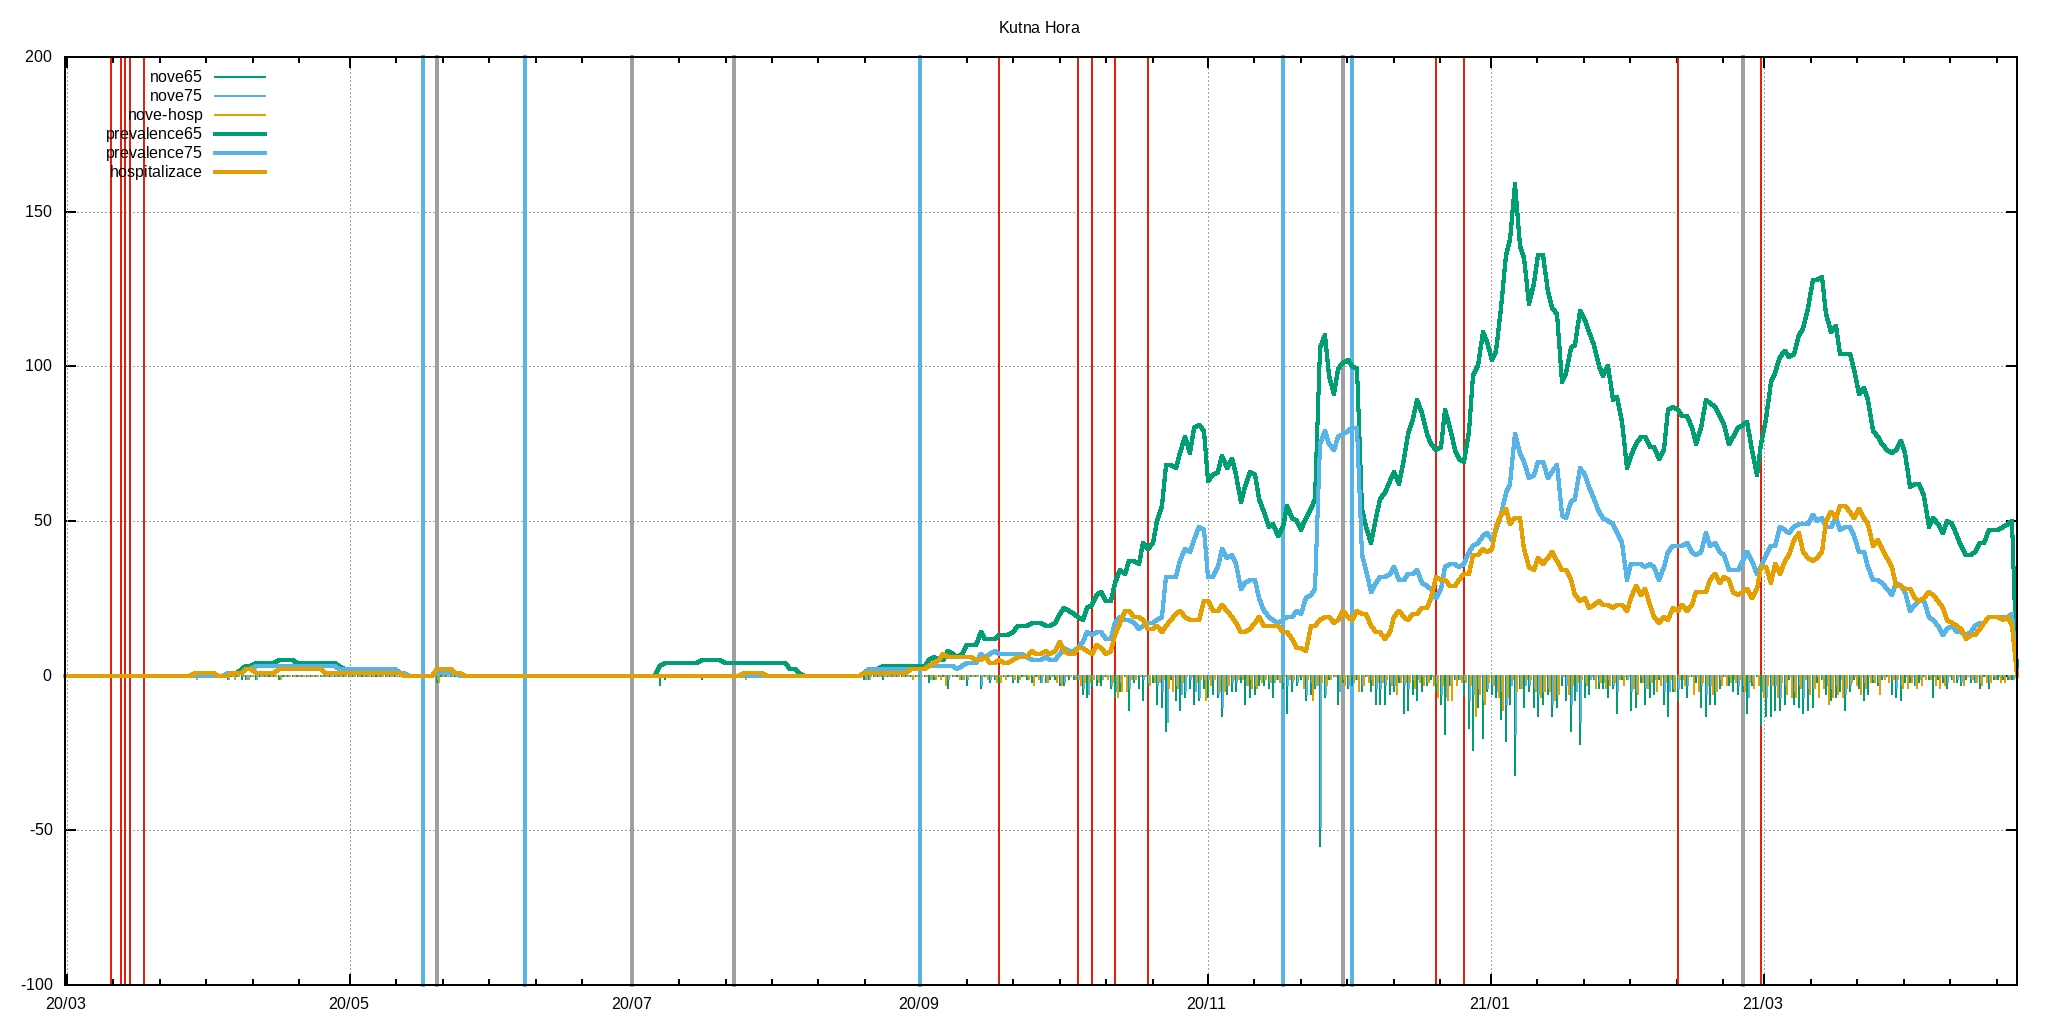 Kutna Hora
200
nove65
nove75
nove-hosp
prevalence65
prevalence75
hospitalizace
150
100
50
0
-50
-100
20/03 20/05 20/07 20/09 20/11 21/01 21/03